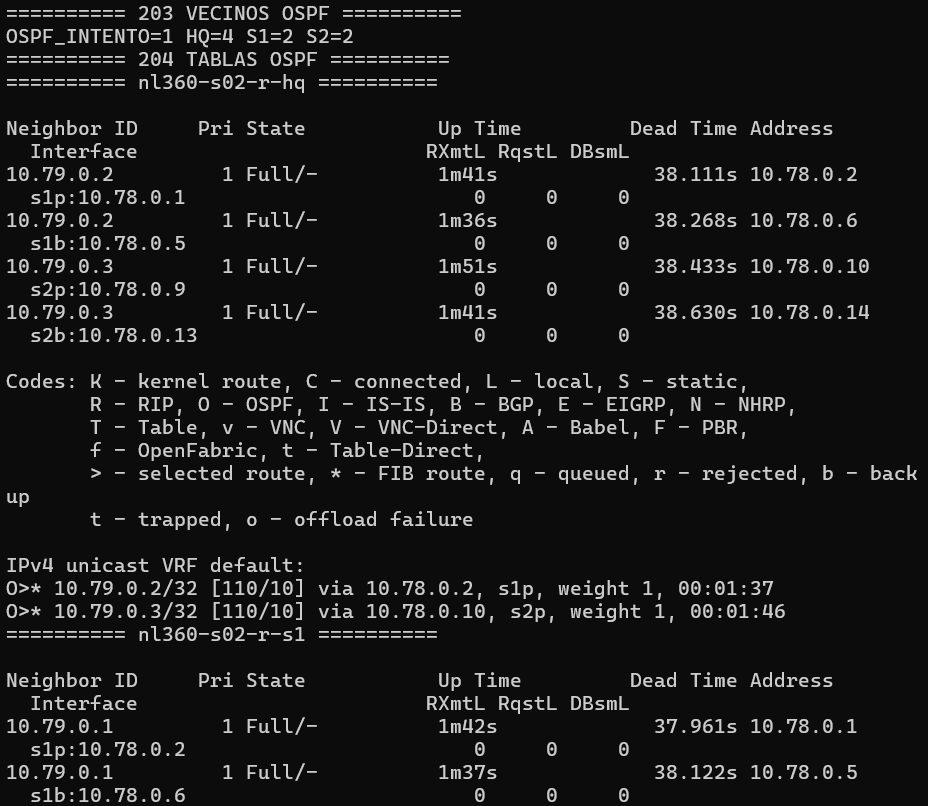 ========== 203 VECINOS OSPF ==========
OSPF_INTENTO=1 HQ=4 S1=2 S2=2
========== 204 TABLAS OSPF ==========
========== nl360-s02-r-hq ==========

Neighbor ID     Pri State           Up Time         Dead Time Address
  Interface                        RXmtL RqstL DBsmL
10.79.0.2         1 Full/-          1m41s             38.111s 10.78.0.2
  s1p:10.78.0.1                        0     0     0
10.79.0.2         1 Full/-          1m36s             38.268s 10.78.0.6
  s1b:10.78.0.5                        0     0     0
10.79.0.3         1 Full/-          1m51s             38.433s 10.78.0.10
  s2p:10.78.0.9                        0     0     0
10.79.0.3         1 Full/-          1m41s             38.630s 10.78.0.14
  s2b:10.78.0.13                       0     0     0

Codes: K - kernel route, C - connected, L - local, S - static,
       R - RIP, O - OSPF, I - IS-IS, B - BGP, E - EIGRP, N - NHRP,
       T - Table, v - VNC, V - VNC-Direct, A - Babel, F - PBR,
       f - OpenFabric, t - Table-Direct,
       > - selected route, * - FIB route, q - queued, r - rejected, b - back
up
       t - trapped, o - offload failure

IPv4 unicast VRF default:
O>* 10.79.0.2/32 [110/10] via 10.78.0.2, s1p, weight 1, 00:01:37
O>* 10.79.0.3/32 [110/10] via 10.78.0.10, s2p, weight 1, 00:01:46
========== nl360-s02-r-s1 ==========

Neighbor ID     Pri State           Up Time         Dead Time Address
  Interface                        RXmtL RqstL DBsmL
10.79.0.1         1 Full/-          1m42s             37.961s 10.78.0.1
  s1p:10.78.0.2                        0     0     0
10.79.0.1         1 Full/-          1m37s             38.122s 10.78.0.5
  s1b:10.78.0.6                        0     0     0